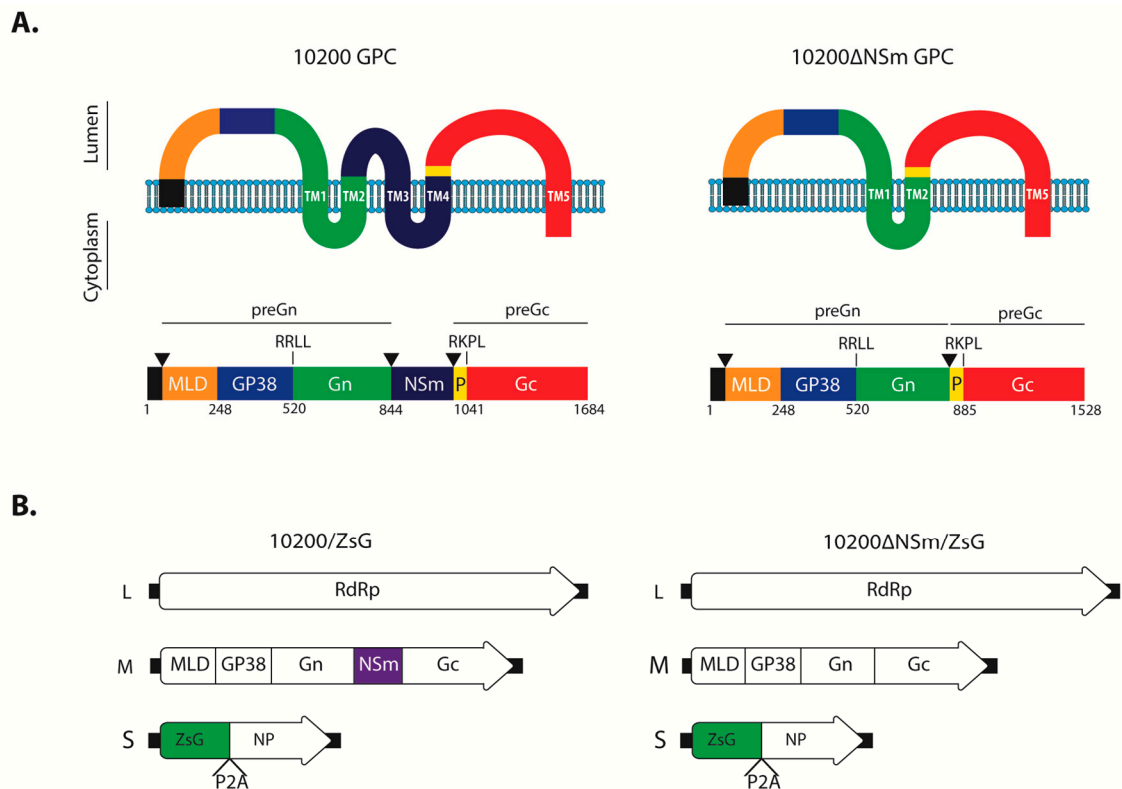 A.
10200 GPC
10200ΔNSm GPC
Lumen
Cytoplasm
TM1 TM2 TM3 TM4 TM5
TM1 TM2 TM5
preGn preGc
RRLL RKPL
MLD GP38 Gn NSm P Gc
1 248 520 844 1041 1684
preGn preGc
RRLL RKPL
MLD GP38 Gn P Gc
1 248 520 885 1528
B.
10200/ZsG
L RdRp
M MLD GP38 Gn NSm Gc
S ZsG NP
P2A
10200ΔNSm/ZsG
L RdRp
M MLD GP38 Gn Gc
S ZsG NP
P2A